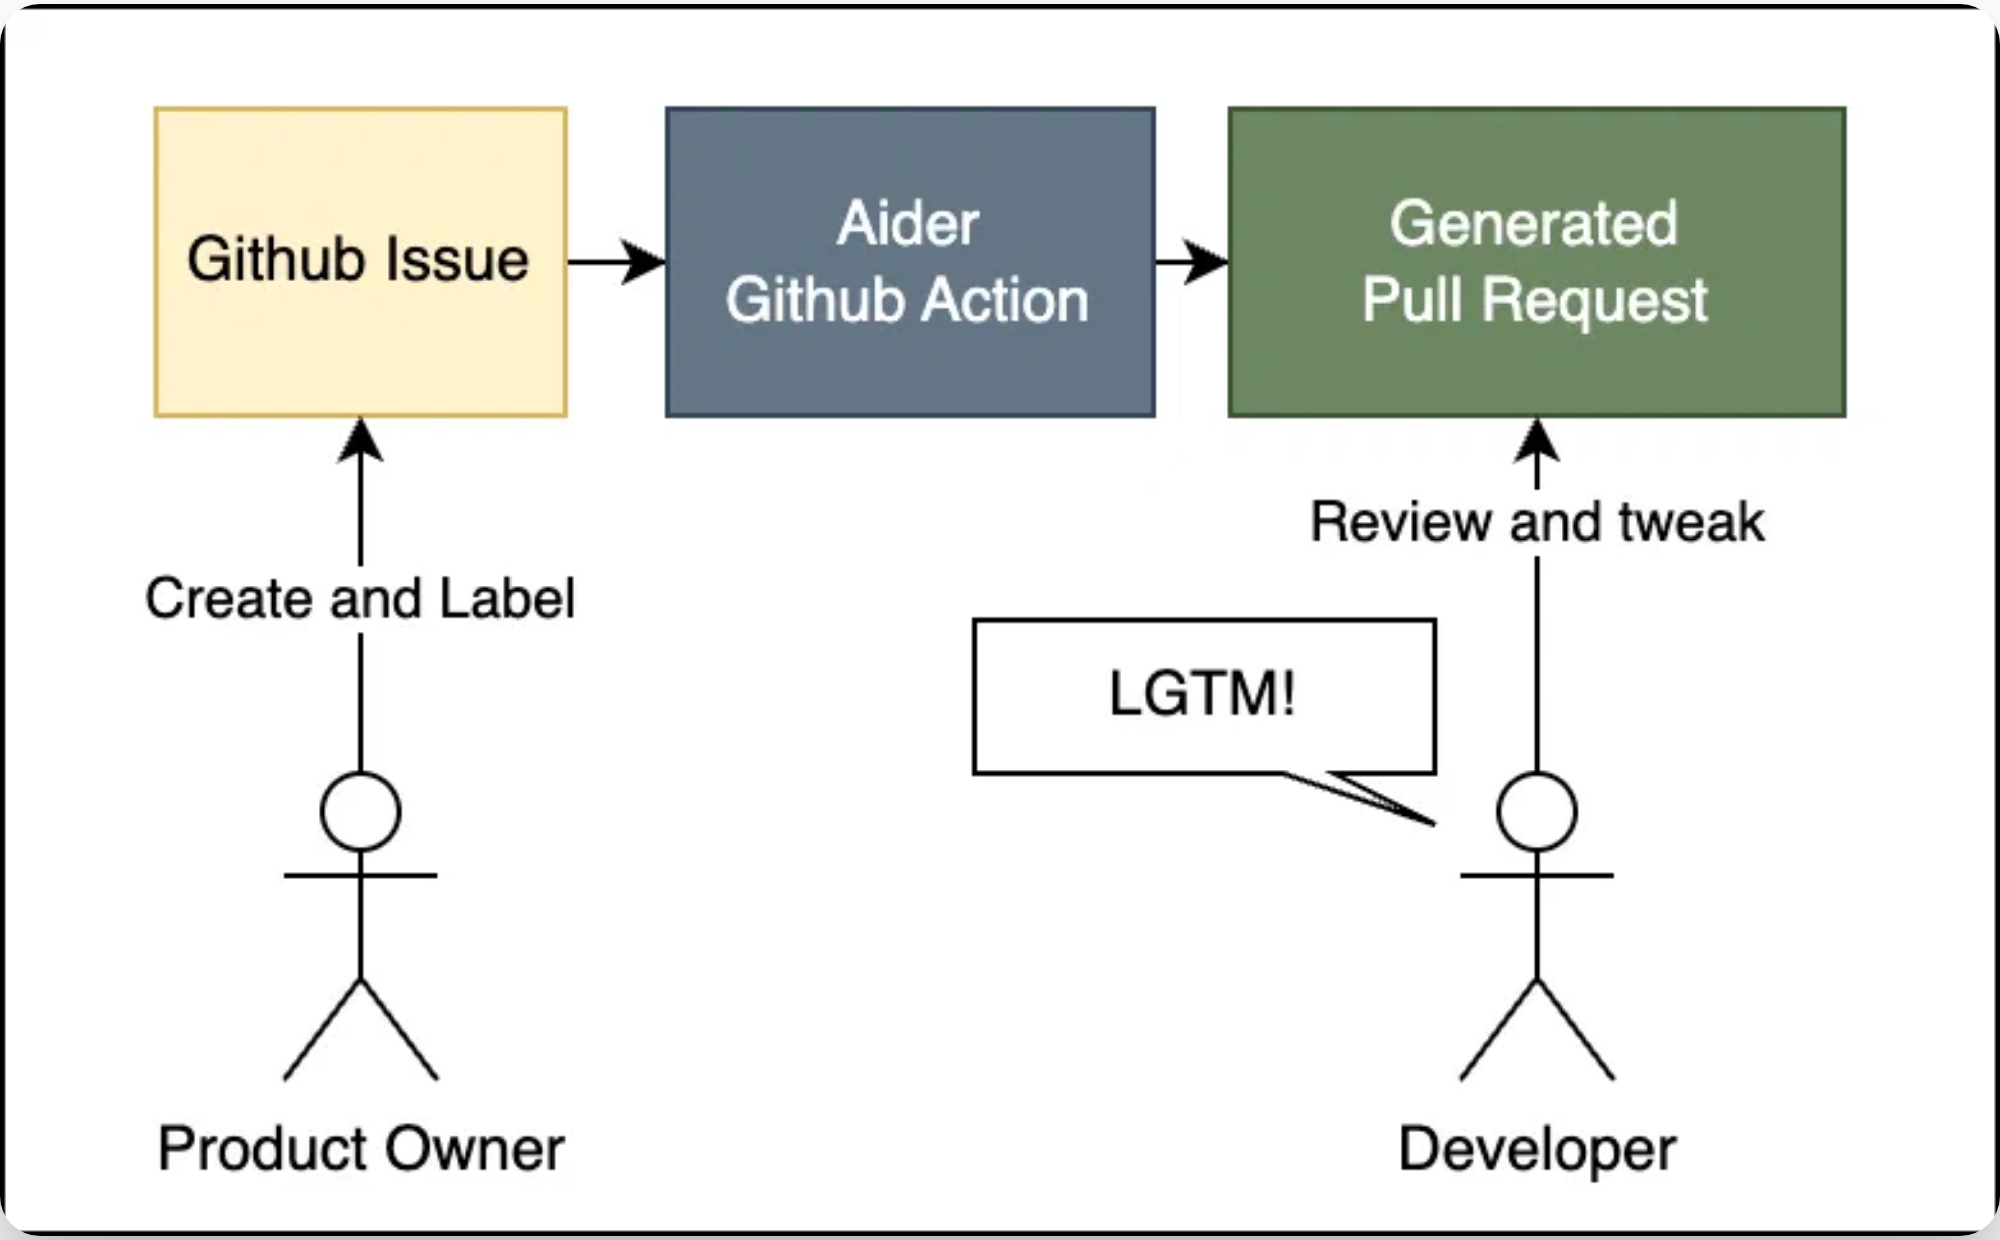 Github Issue
Aider
Github Action
Generated
Pull Request
Create and Label
Review and tweak
LGTM!
Product Owner
Developer